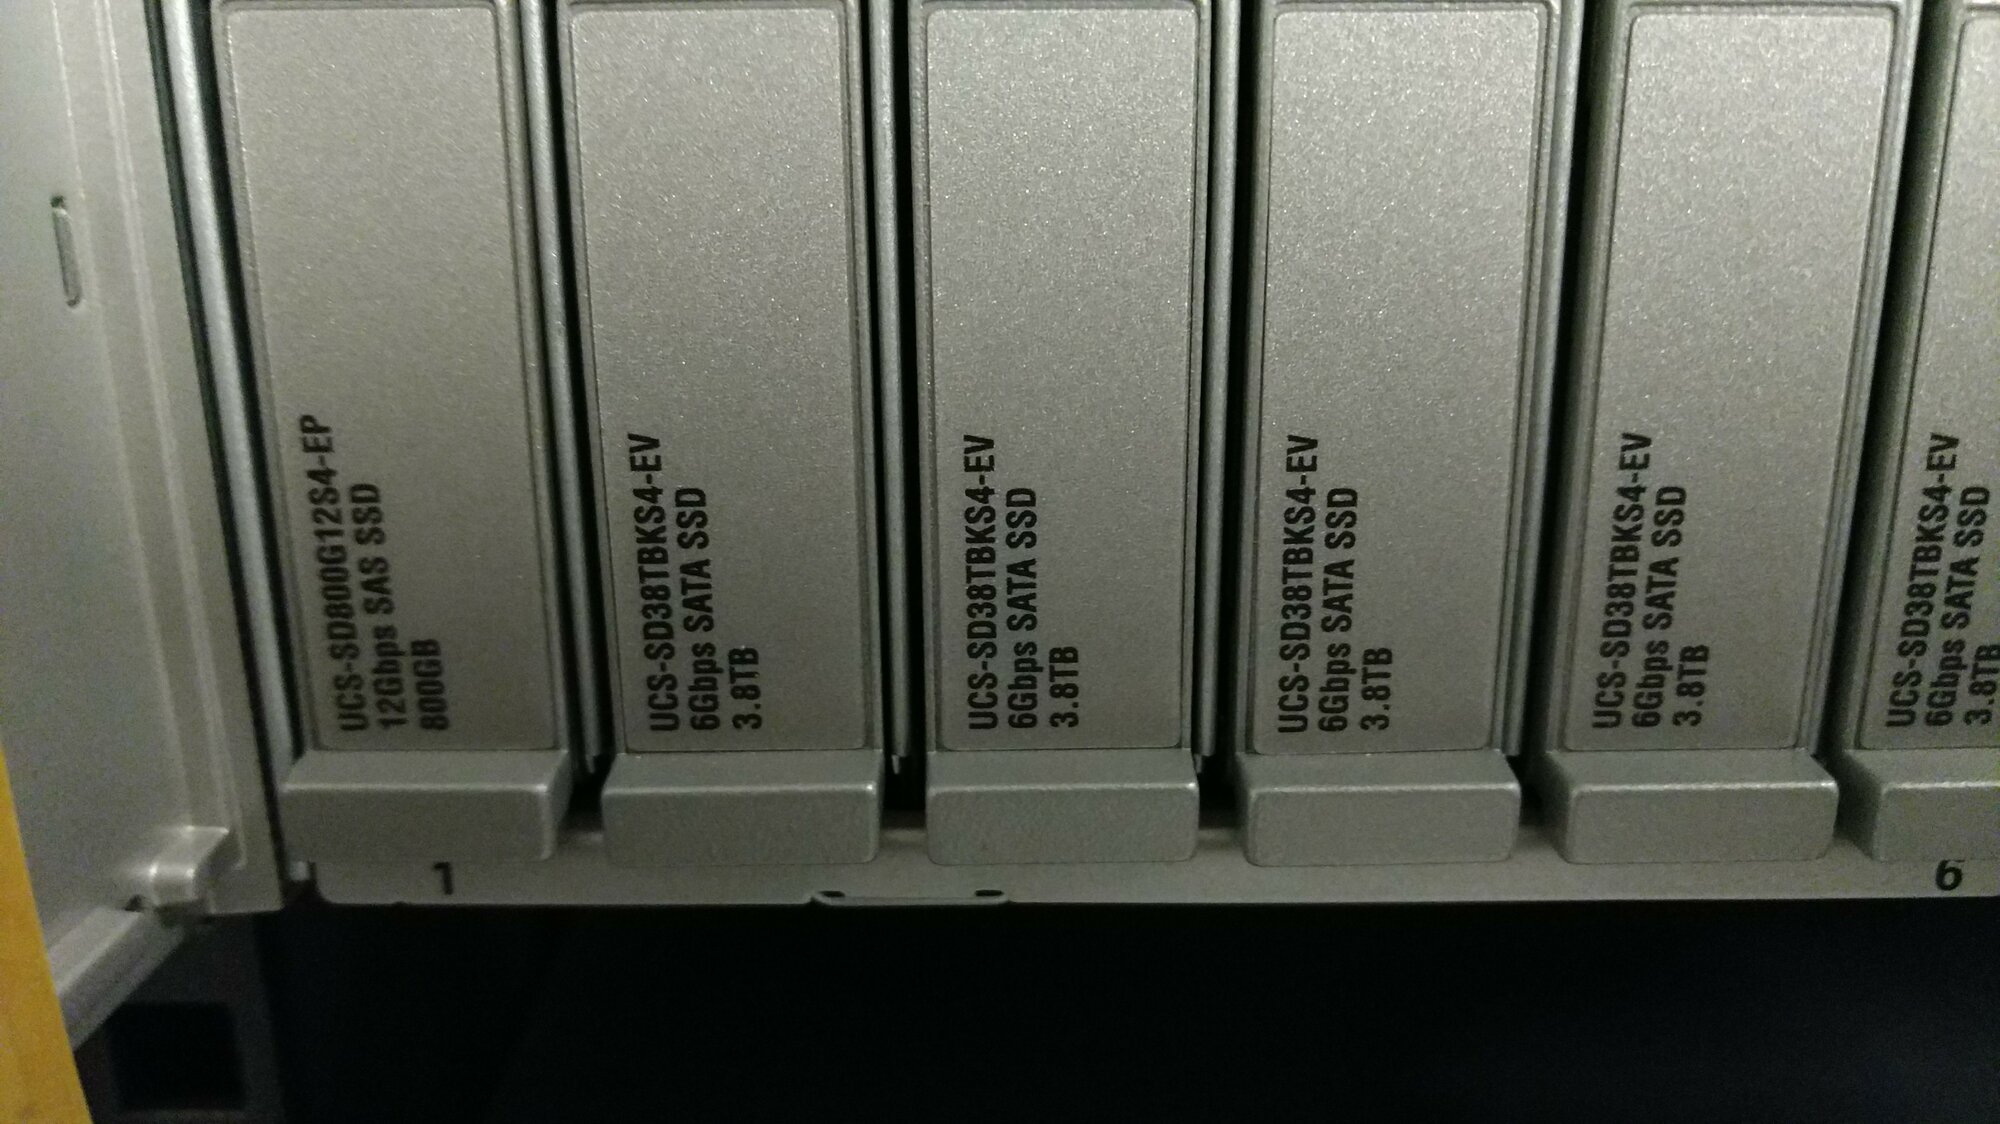 UCS-SD800G12S4-EP
12Gbps SAS SSD
800GB
UCS-SD38TBKS4-EV
6Gbps SATA SSD
3.8TB
UCS-SD38TBKS4-EV
6Gbps SATA SSD
3.8TB
UCS-SD38TBKS4-EV
6Gbps SATA SSD
3.8TB
UCS-SD38TBKS4-EV
6Gbps SATA SSD
3.8TB
UCS-SD38TBKS4-EV
6Gbps SATA SSD
3.8TB
1
6